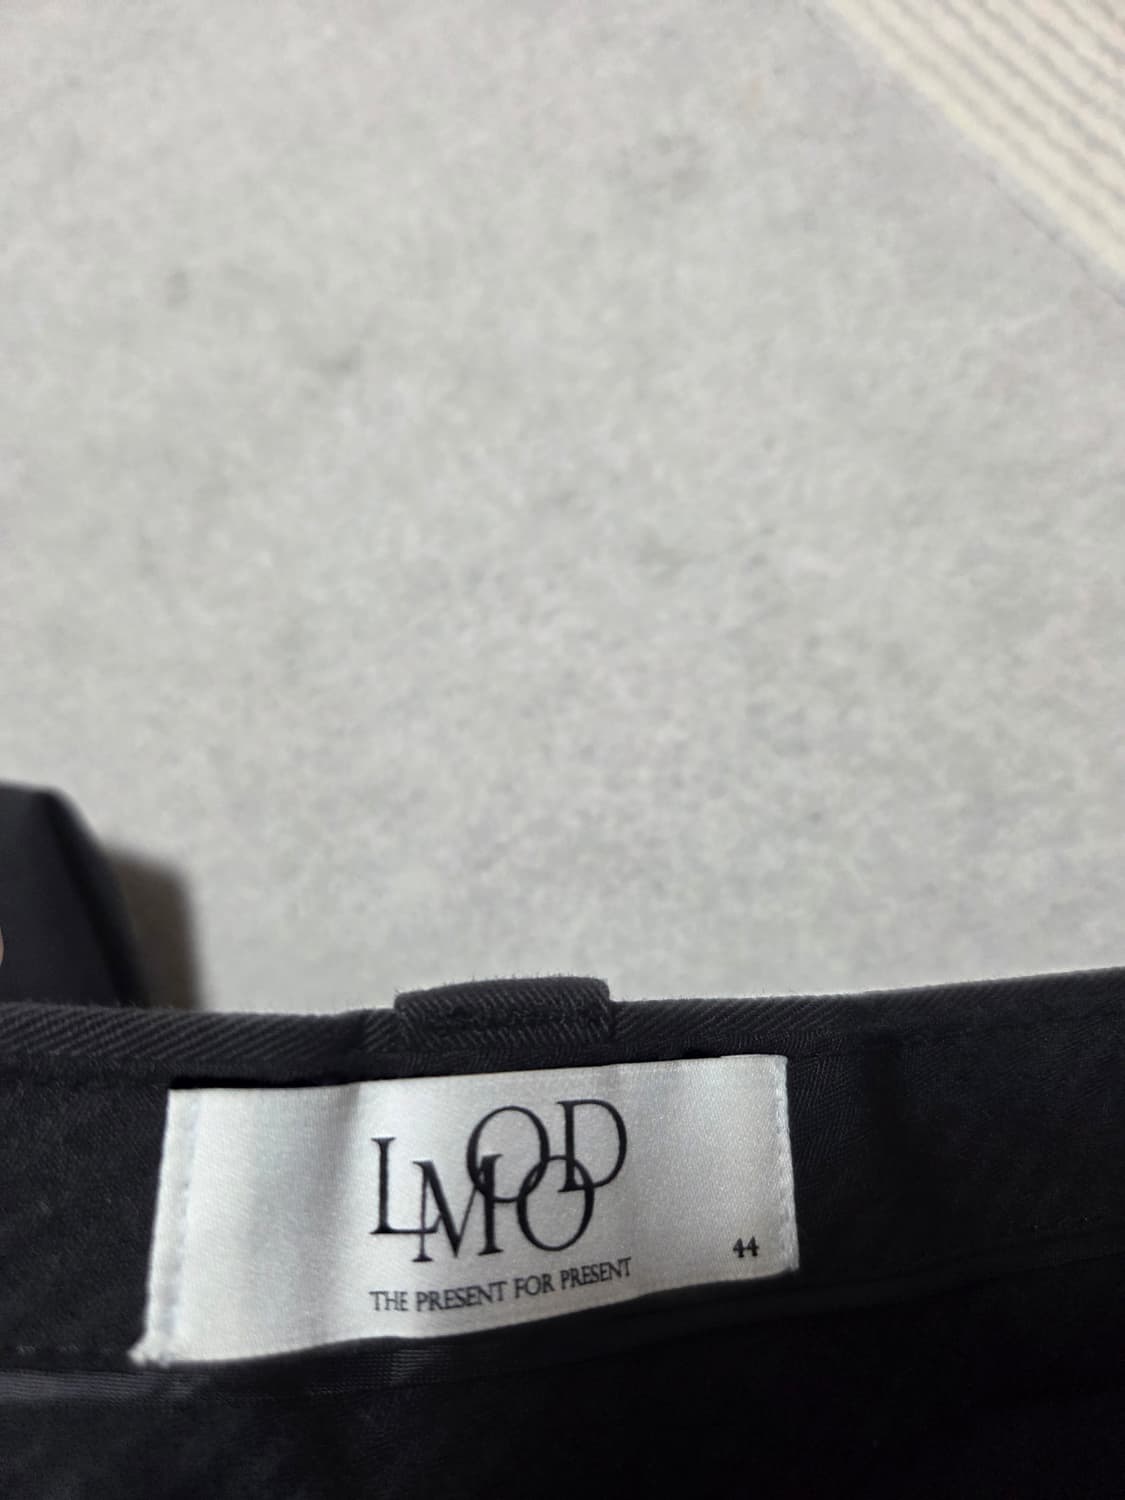 LMOOD
44
THE PRESENT FOR PRESENT